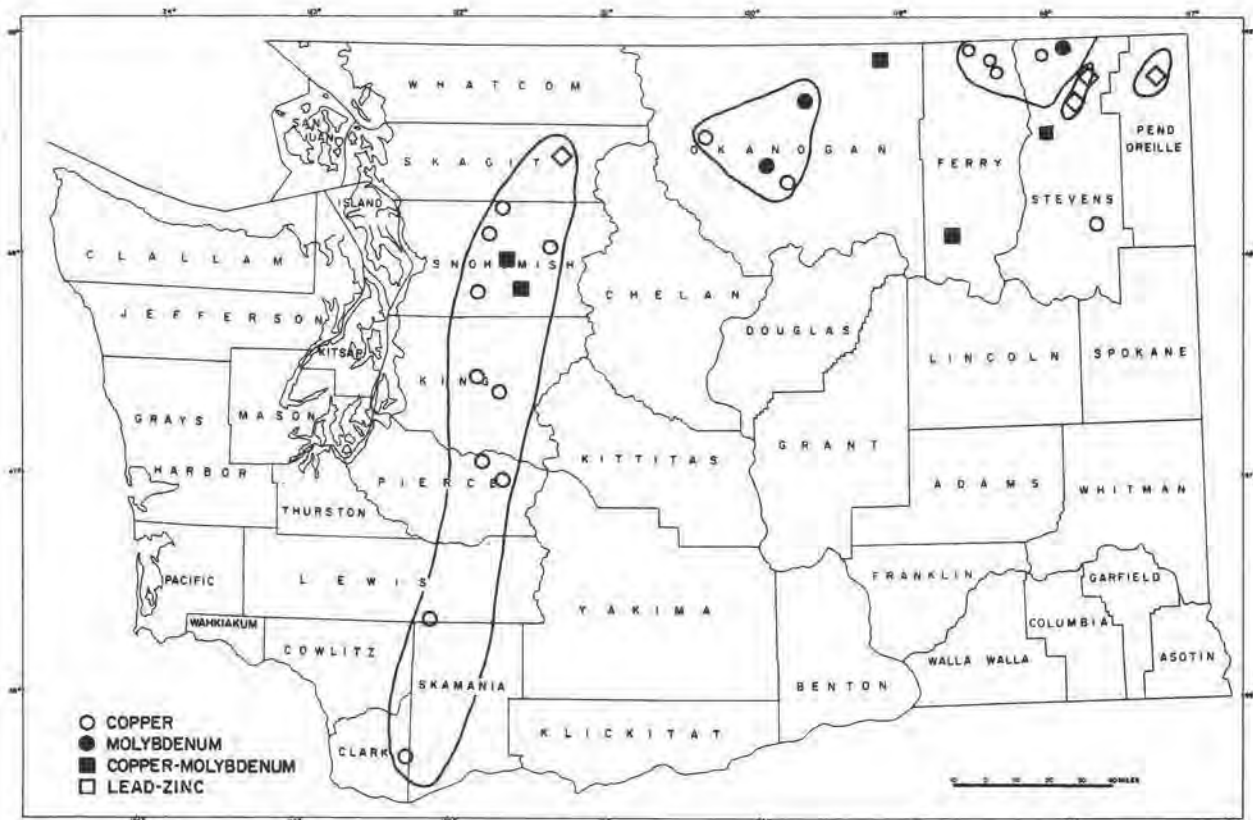 WHATCOM
SAN
JUAN
SKAGIT
ISLAND
OKANOGAN
FERRY
PEND
OREILLE
STEVENS
CLALLAM
SNOHOMISH
CHELAN
JEFFERSON
DOUGLAS
KITSAP
LINCOLN
SPOKANE
KING
GRAYS
MASON
GRANT
HARBOR
KITTITAS
PIERCE
ADAMS
WHITMAN
THURSTON
PACIFIC
LEWIS
FRANKLIN
GARFIELD
YAKIMA
WAHKIAKUM
COLUMBIA
COWLITZ
WALLA WALLA
ASOTIN
SKAMANIA
BENTON
KLICKITAT
CLARK
COPPER
MOLYBDENUM
COPPER-MOLYBDENUM
LEAD-ZINC